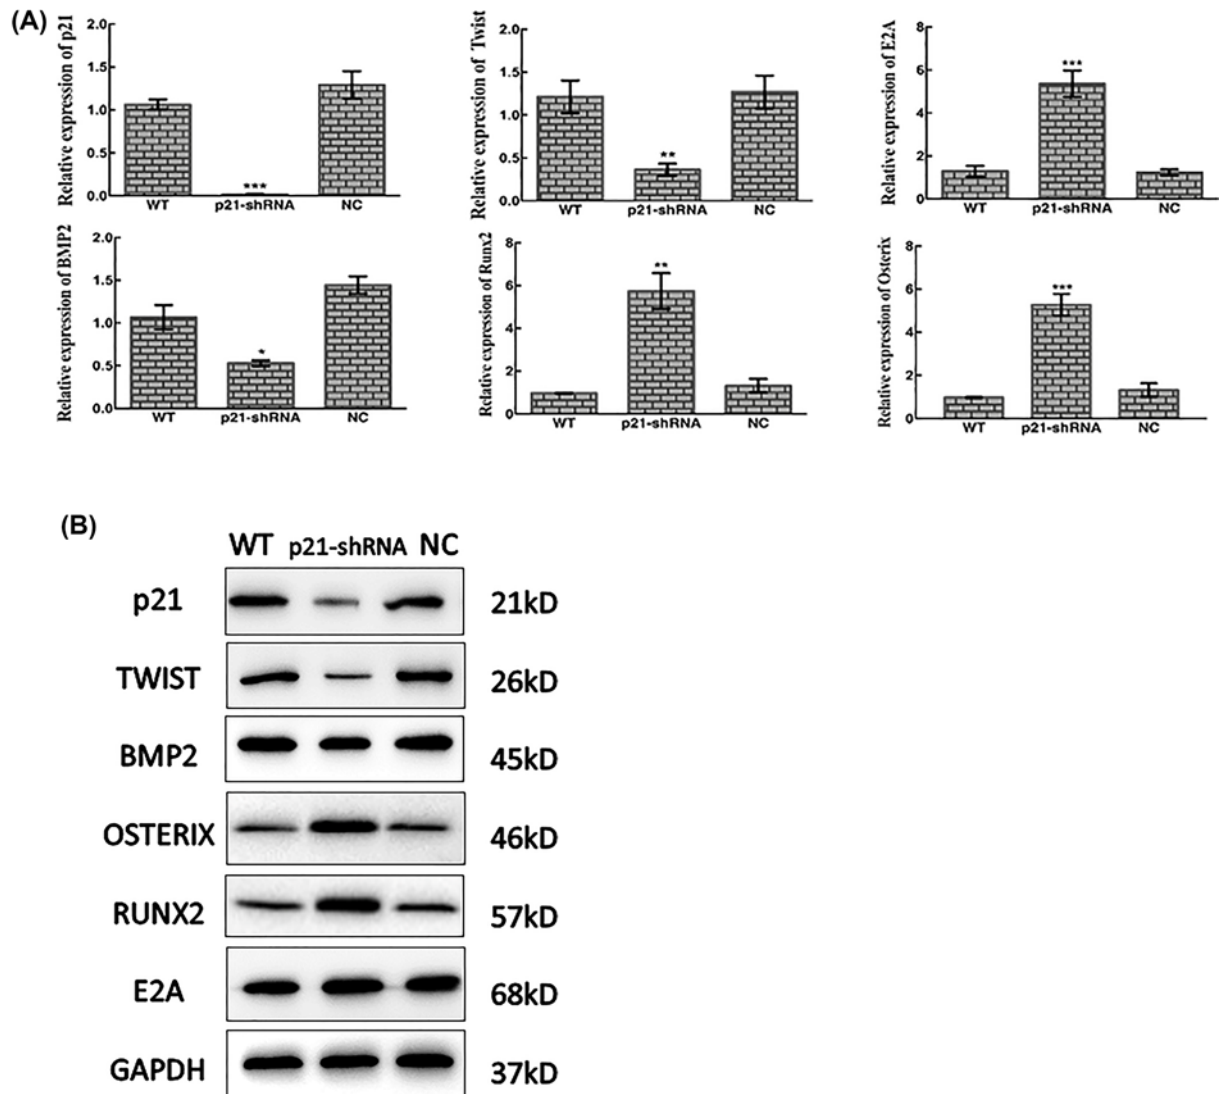 (A)
Relative expression of p21
2.0
1.5
1.0
0.5
0.0
***
WT p21-shRNA NC
Relative expression of Twist
2.0
1.5
1.0
0.5
0.0
**
WT p21-shRNA NC
Relative expression of E2A
8
6
4
2
0
***
WT p21-shRNA NC
Relative expression of BMP2
2.0
1.5
1.0
0.5
0.0
*
WT p21-shRNA NC
Relative expression of Runx2
8
6
4
2
0
**
WT p21-shRNA NC
Relative expression of Osterix
8
6
4
2
0
***
WT p21-shRNA NC
(B)
WT p21-shRNA NC
p21 21kD
TWIST 26kD
BMP2 45kD
OSTERIX 46kD
RUNX2 57kD
E2A 68kD
GAPDH 37kD